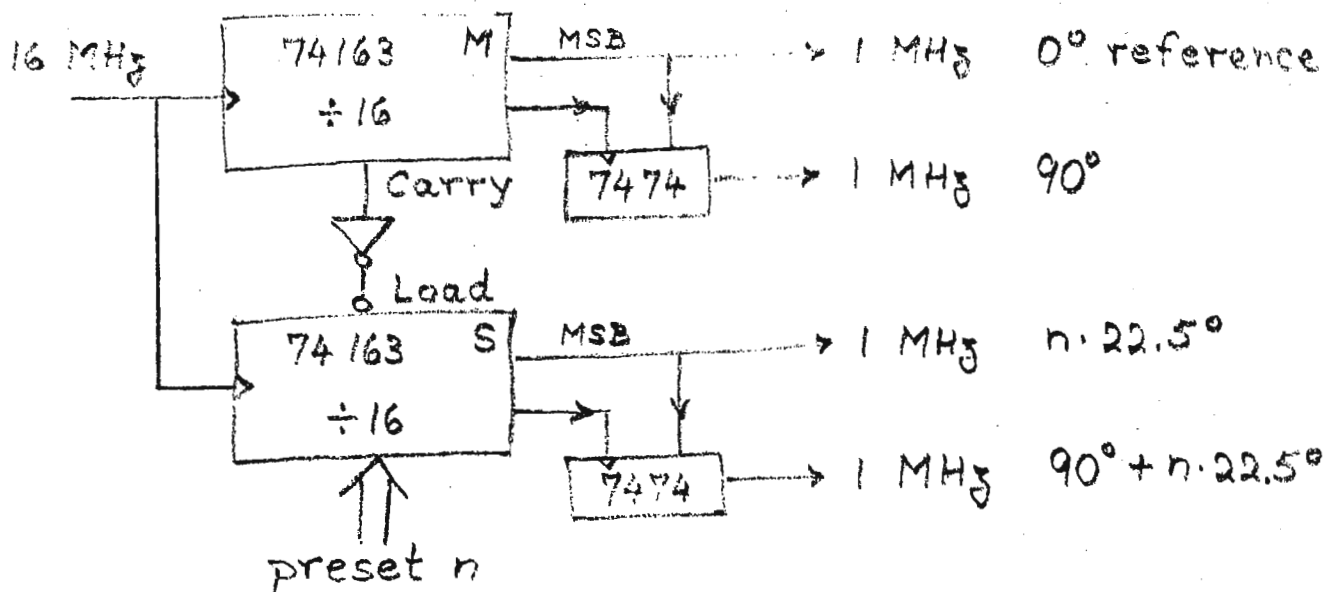 16 MHz
74163 M
÷16
MSB
1 MHz 0° reference
7474
1 MHz 90°
Carry
Load
74163 S
÷16
MSB
1 MHz n·22.5°
7474
1 MHz 90° + n·22.5°
preset n